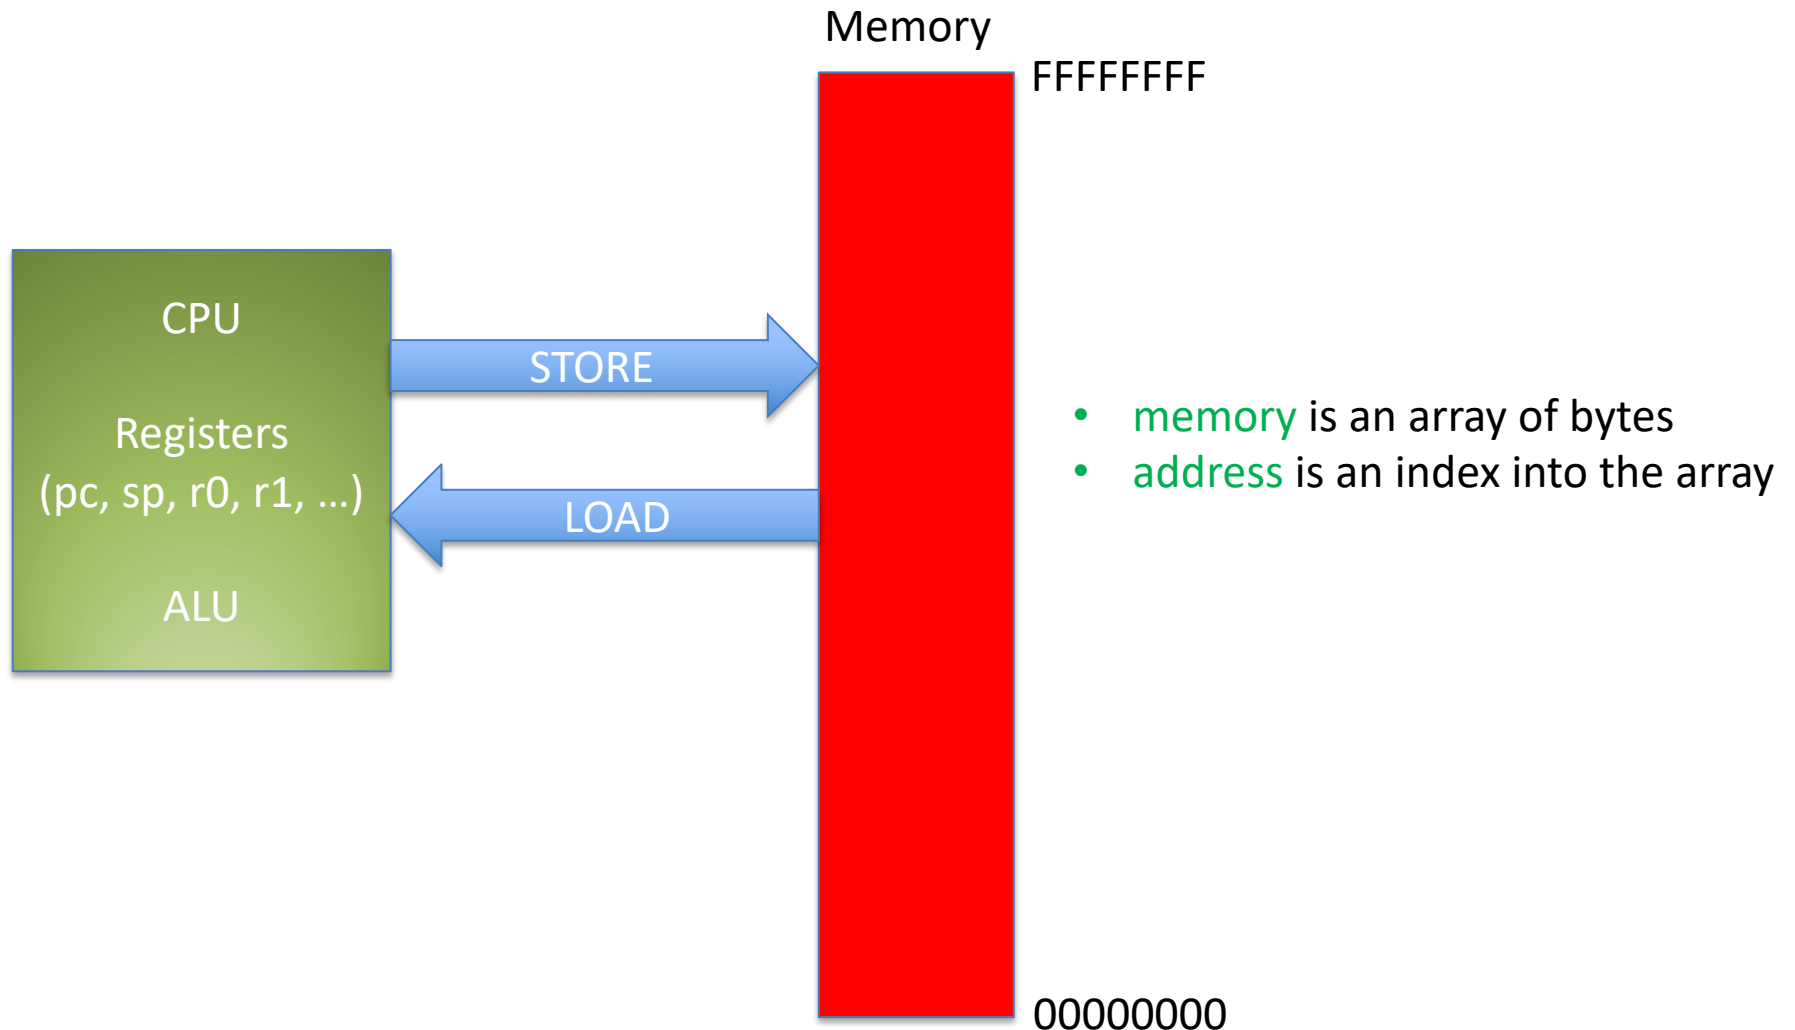 Memory
FFFFFFFF
CPU
Registers
(pc, sp, r0, r1, …)
ALU
STORE
LOAD
• memory is an array of bytes
• address is an index into the array
00000000